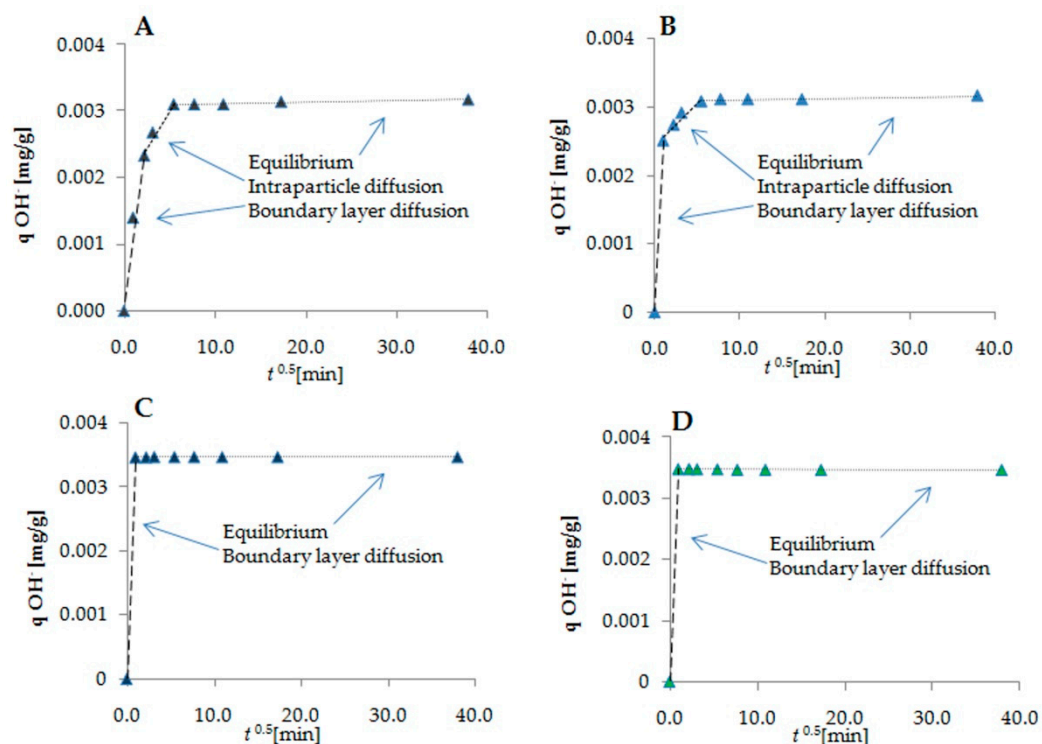 A
q OH- [mg/g]
0.004
0.003
0.002
0.001
0.000
Equilibrium
Intraparticle diffusion
Boundary layer diffusion
0.0 10.0 20.0 30.0 40.0
t 0.5[min]
B
q OH- [mg/g]
0.004
0.003
0.002
0.001
0
Equilibrium
Intraparticle diffusion
Boundary layer diffusion
0.0 10.0 20.0 30.0 40.0
t 0.5[min]
C
q OH- [mg/g]
0.004
0.003
0.002
0.001
0
Equilibrium
Boundary layer diffusion
0.0 10.0 20.0 30.0 40.0
t 0.5[min]
D
q OH- [mg/g]
0.004
0.003
0.002
0.001
0
Equilibrium
Boundary layer diffusion
0.0 10.0 20.0 30.0 40.0
t 0.5[min]